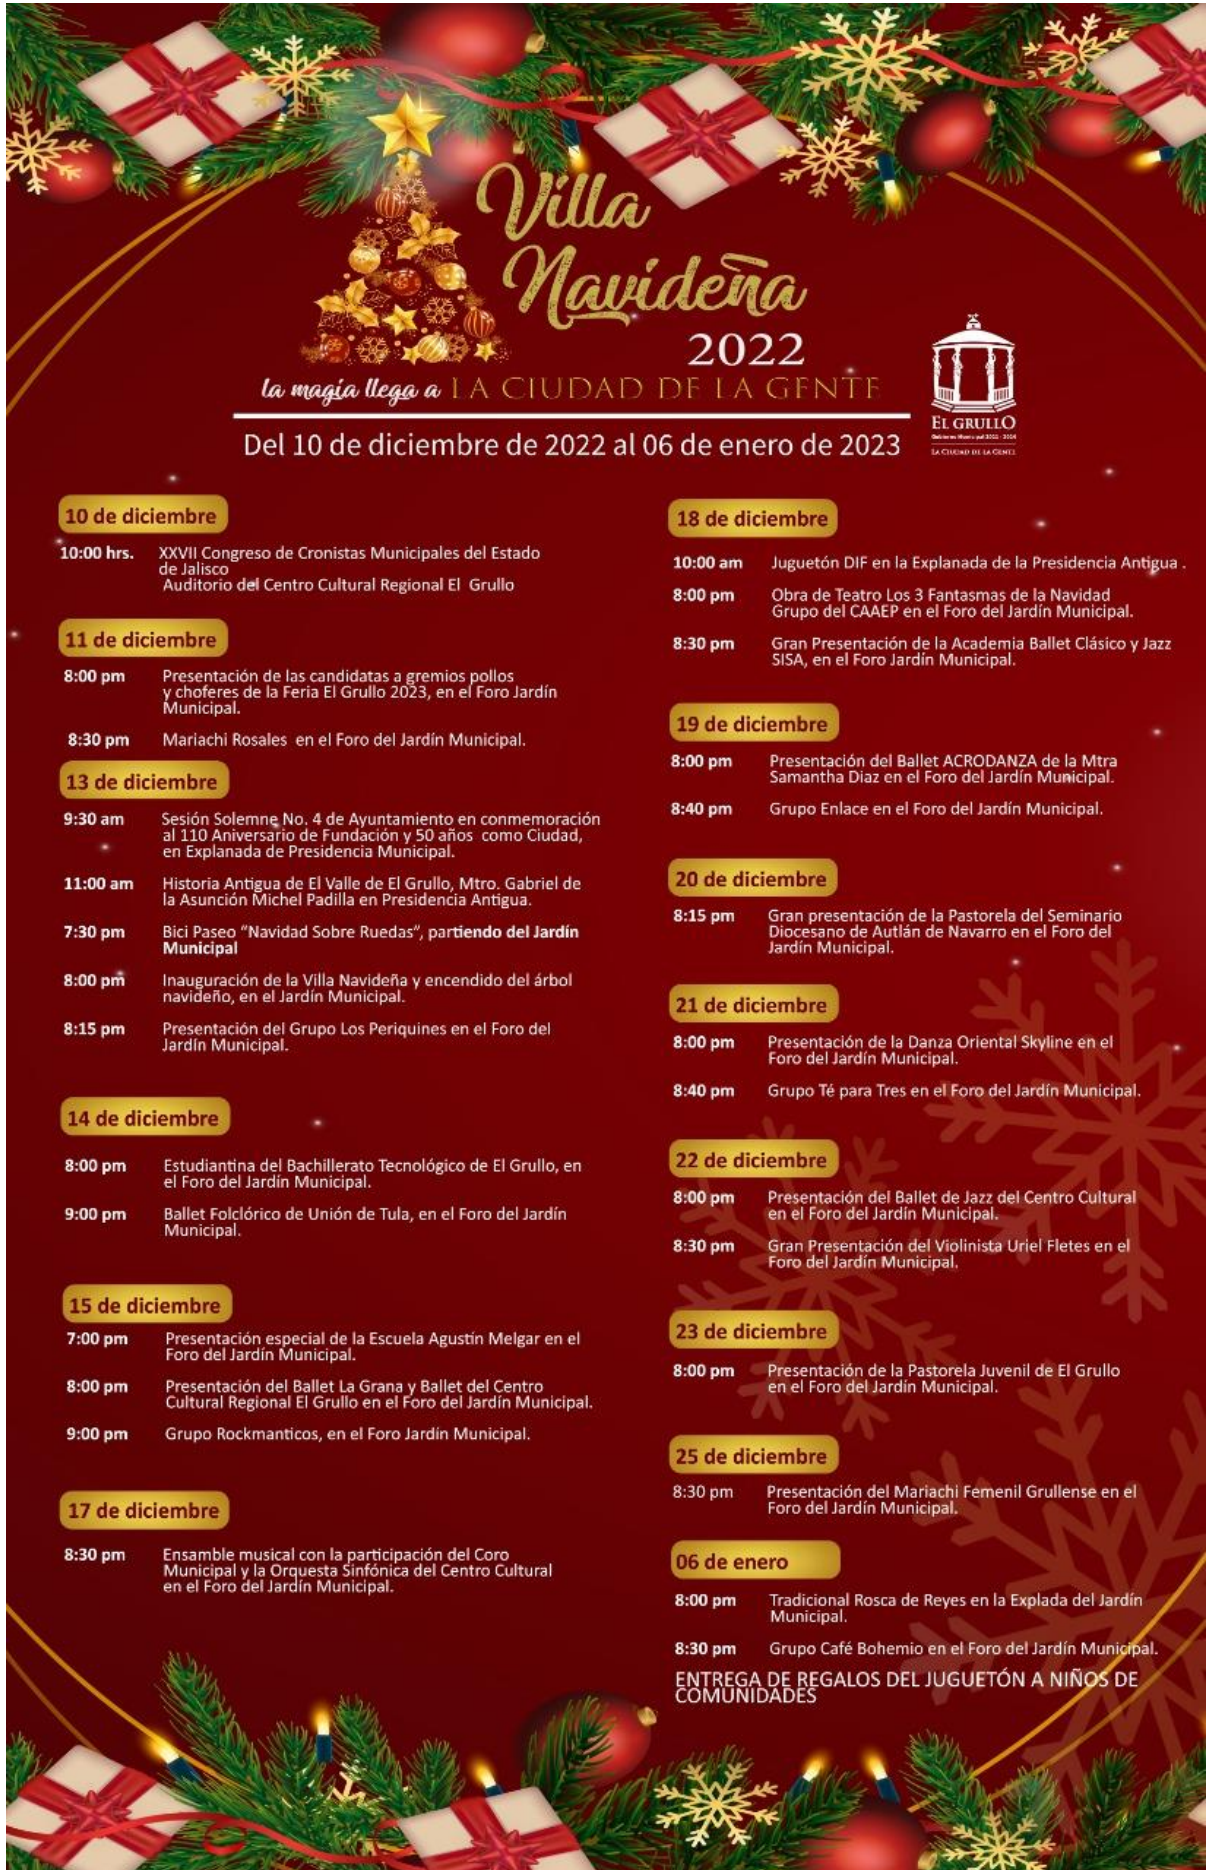 Villa
Navideña
2022
la magia llega a LA CIUDAD DE LA GENTE
EL GRULLO
Gobierno Municipal 2021 - 2024
LA CIUDAD DE LA GENTE
Del 10 de diciembre de 2022 al 06 de enero de 2023
10 de diciembre
10:00 hrs. XXVII Congreso de Cronistas Municipales del Estado
de Jalisco
Auditorio del Centro Cultural Regional El Grullo
11 de diciembre
8:00 pm Presentación de las candidatas a gremios pollos
y choferes de la Feria El Grullo 2023, en el Foro Jardín
Municipal.
8:30 pm Mariachi Rosales en el Foro del Jardín Municipal.
13 de diciembre
9:30 am Sesión Solemne No. 4 de Ayuntamiento en conmemoración
al 110 Aniversario de Fundación y 50 años como Ciudad,
en Explanada de Presidencia Municipal.
11:00 am Historia Antigua de El Valle de El Grullo, Mtro. Gabriel de
la Asunción Michel Padilla en Presidencia Antigua.
7:30 pm Bici Paseo “Navidad Sobre Ruedas”, partiendo del Jardín
Municipal
8:00 pm Inauguración de la Villa Navideña y encendido del árbol
navideño, en el Jardín Municipal.
8:15 pm Presentación del Grupo Los Periquines en el Foro del
Jardín Municipal.
14 de diciembre
8:00 pm Estudiantina del Bachillerato Tecnológico de El Grullo, en
el Foro del Jardín Municipal.
9:00 pm Ballet Folclórico de Unión de Tula, en el Foro del Jardín
Municipal.
15 de diciembre
7:00 pm Presentación especial de la Escuela Agustín Melgar en el
Foro del Jardín Municipal.
8:00 pm Presentación del Ballet La Grana y Ballet del Centro
Cultural Regional El Grullo en el Foro del Jardín Municipal.
9:00 pm Grupo Rockmanticos, en el Foro Jardín Municipal.
17 de diciembre
8:30 pm Ensamble musical con la participación del Coro
Municipal y la Orquesta Sinfónica del Centro Cultural
en el Foro del Jardín Municipal.
18 de diciembre
10:00 am Juguetón DIF en la Explanada de la Presidencia Antigua .
8:00 pm Obra de Teatro Los 3 Fantasmas de la Navidad
Grupo del CAAEP en el Foro del Jardín Municipal.
8:30 pm Gran Presentación de la Academia Ballet Clásico y Jazz
SISA, en el Foro Jardín Municipal.
19 de diciembre
8:00 pm Presentación del Ballet ACRODANZA de la Mtra
Samantha Diaz en el Foro del Jardín Municipal.
8:40 pm Grupo Enlace en el Foro del Jardín Municipal.
20 de diciembre
8:15 pm Gran presentación de la Pastorela del Seminario
Diocesano de Autlán de Navarro en el Foro del
Jardín Municipal.
21 de diciembre
8:00 pm Presentación de la Danza Oriental Skyline en el
Foro del Jardín Municipal.
8:40 pm Grupo Té para Tres en el Foro del Jardín Municipal.
22 de diciembre
8:00 pm Presentación del Ballet de Jazz del Centro Cultural
en el Foro del Jardín Municipal.
8:30 pm Gran Presentación del Violinista Uriel Fletes en el
Foro del Jardín Municipal.
23 de diciembre
8:00 pm Presentación de la Pastorela Juvenil de El Grullo
en el Foro del Jardín Municipal.
25 de diciembre
8:30 pm Presentación del Mariachi Femenil Grullense en el
Foro del Jardín Municipal.
06 de enero
8:00 pm Tradicional Rosca de Reyes en la Explada del Jardín
Municipal.
8:30 pm Grupo Café Bohemio en el Foro del Jardín Municipal.
ENTREGA DE REGALOS DEL JUGUETÓN A NIÑOS DE
COMUNIDADES